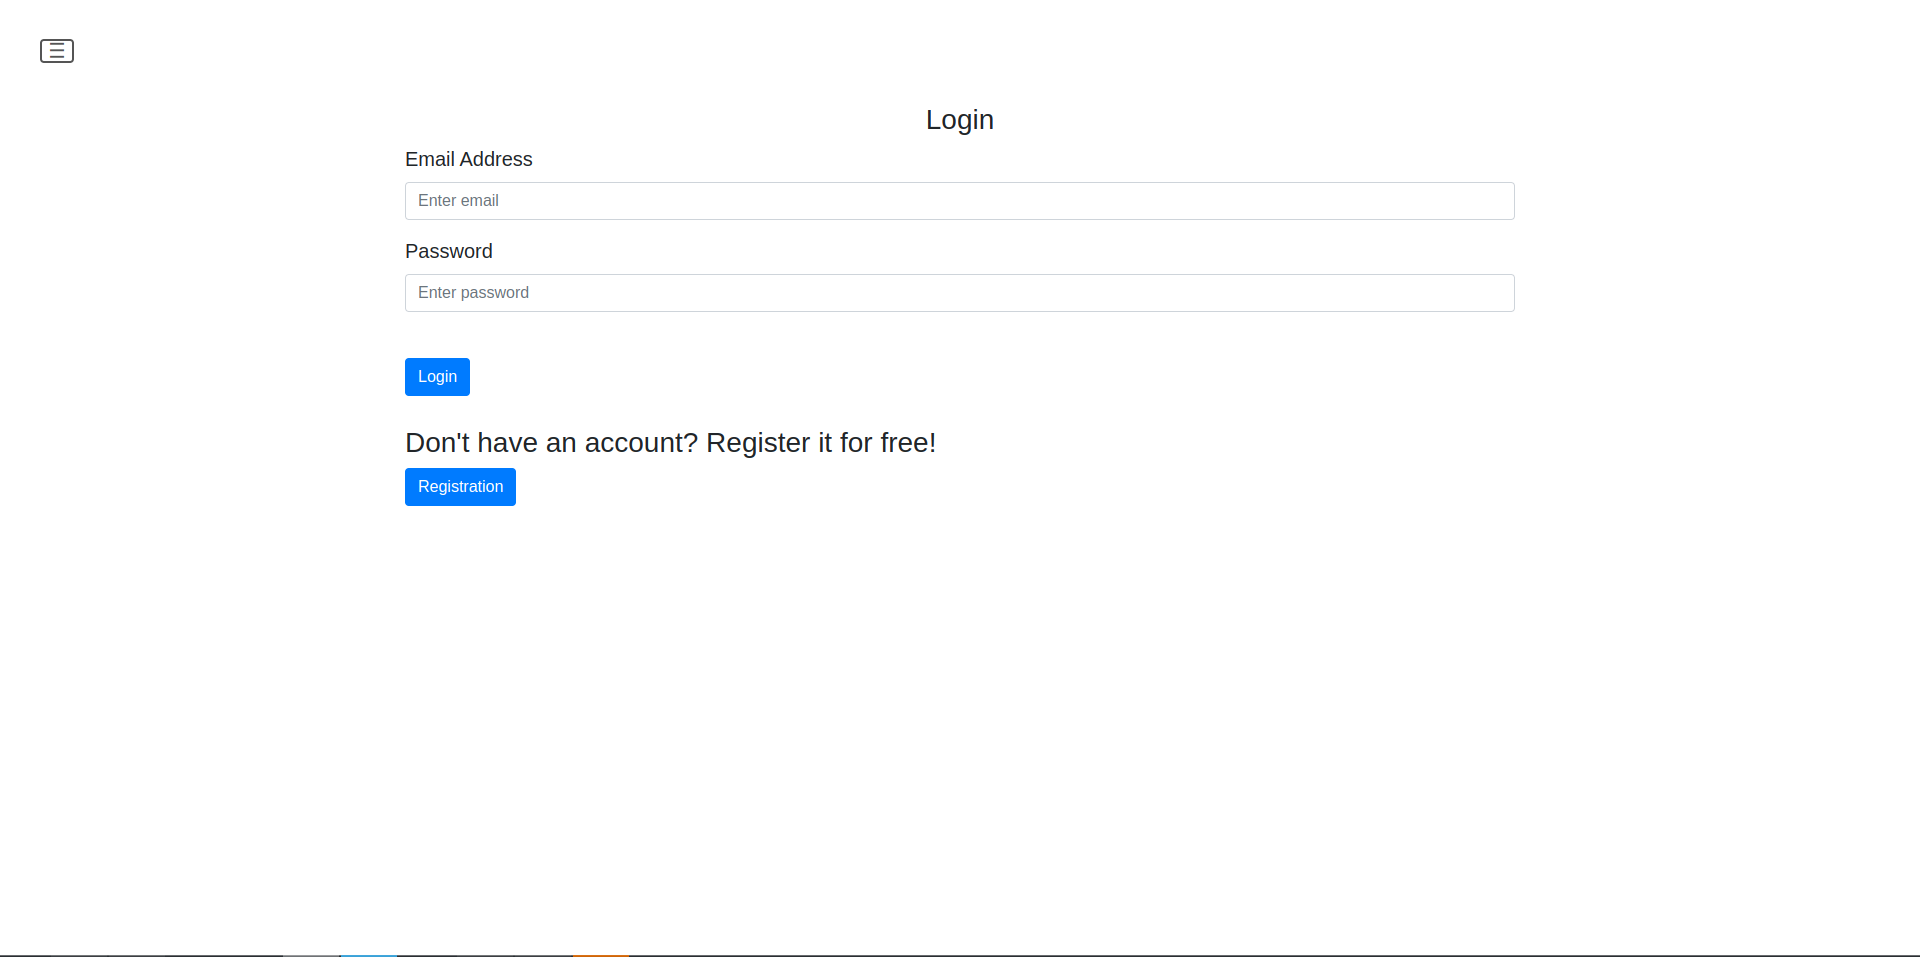 Login
Email Address
Enter email
Password
Enter password
Login
Don't have an account? Register it for free!
Registration